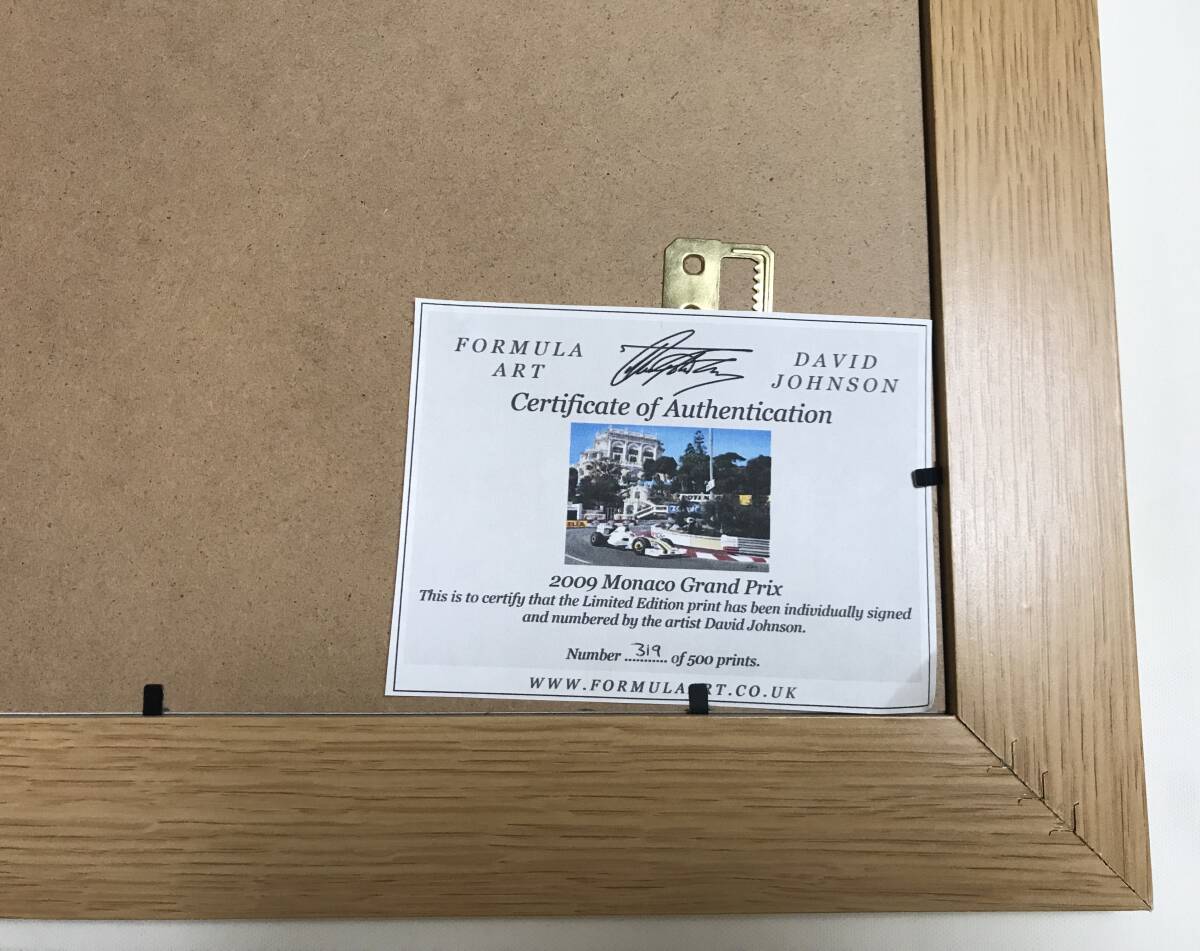 FORMULA
ART
DAVID
JOHNSON
Certificate of Authentication
2009 Monaco Grand Prix
This is to certify that the Limited Edition print has been individually signed
and numbered by the artist David Johnson.
Number ...319... of 500 prints.
WWW.FORMULAART.CO.UK